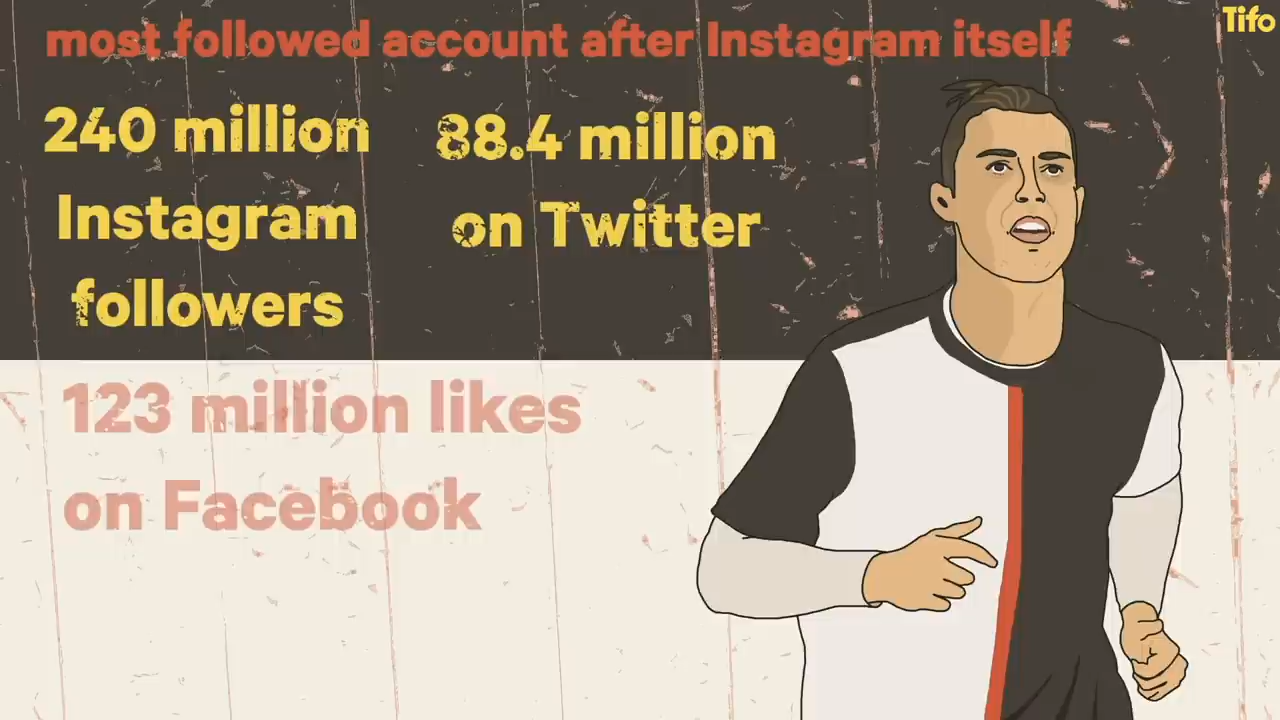 most followed account after Instagram itself
Tifo
240 million
Instagram
followers
88.4 million
on Twitter
123 million likes
on Facebook